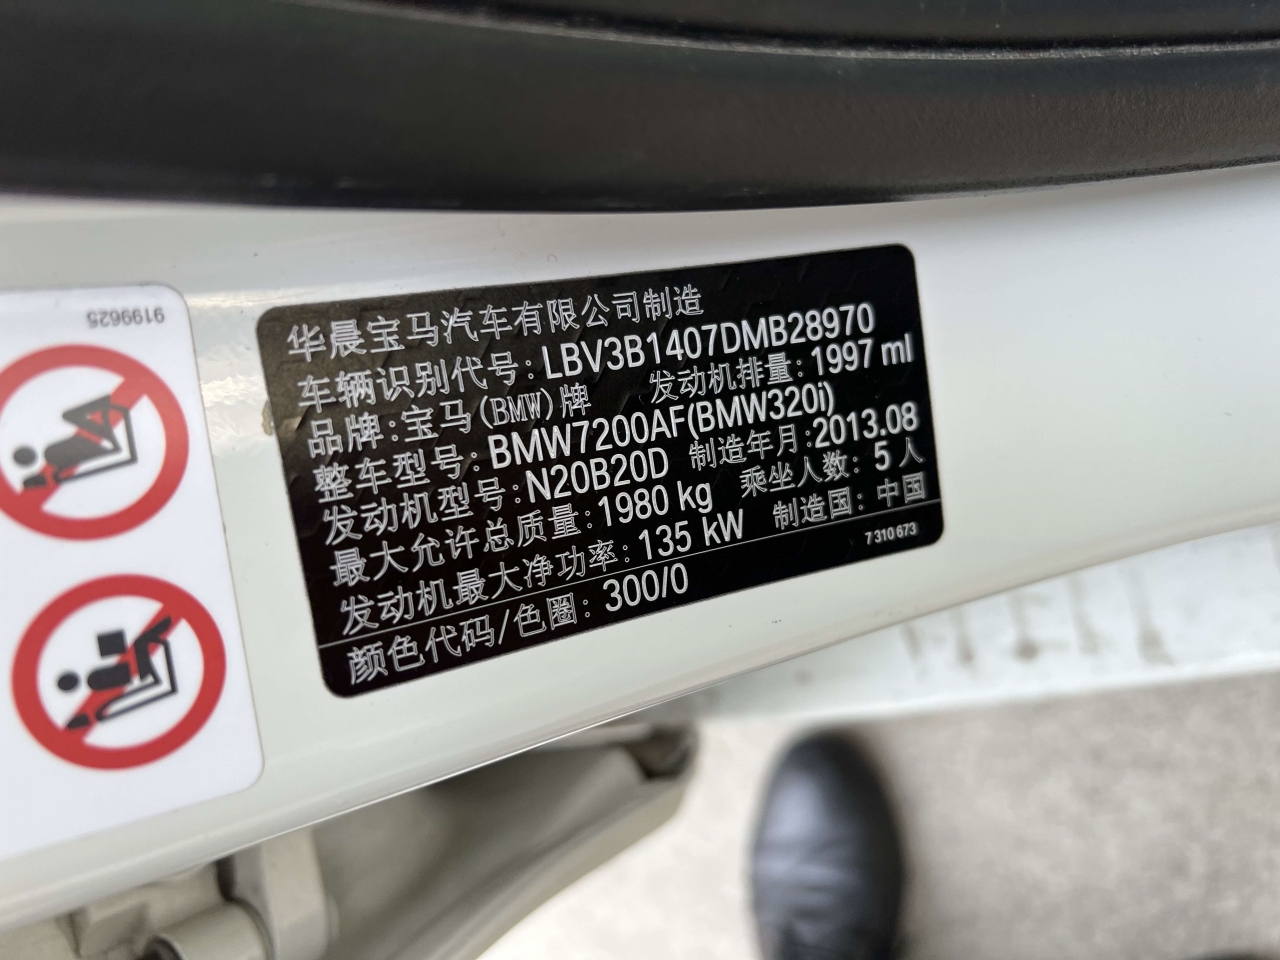 9199625
华晨宝马汽车有限公司制造
车辆识别代号: LBV3B1407DMB28970
品牌:宝马(BMW)牌 发动机排量: 1997 ml
整车型号: BMW7200AF(BMW320i)
发动机型号: N20B20D 制造年月:2013.08
最大允许总质量: 1980 kg 乘坐人数: 5 人
发动机最大净功率: 135 kW 制造国: 中国
颜色代码/色圈: 300/0 7 310 673